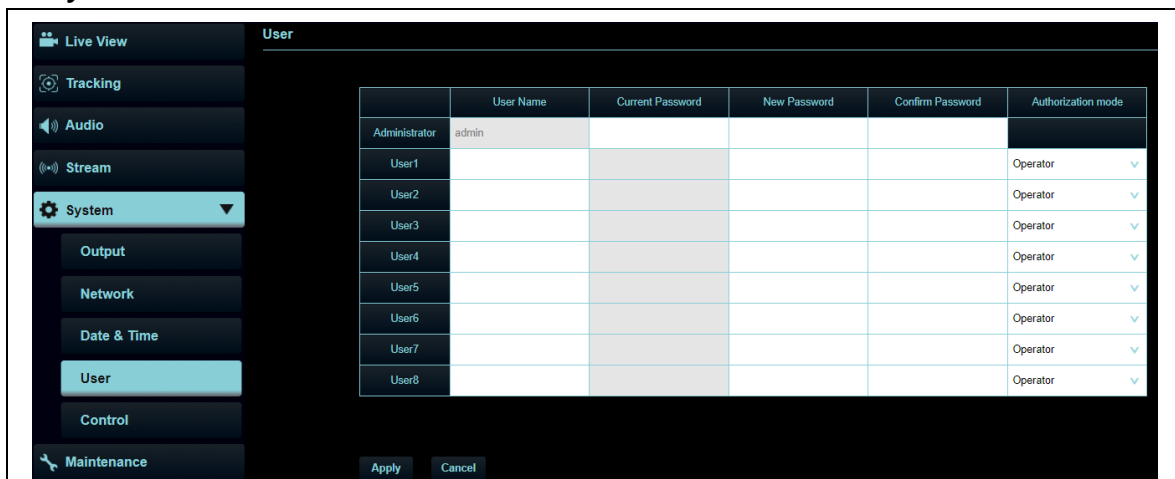 Live View
Tracking
Audio
Stream
System
Output
Network
Date & Time
User
Control
Maintenance
User
User Name Current Password New Password Confirm Password Authorization mode
Administrator admin
User1 Operator
User2 Operator
User3 Operator
User4 Operator
User5 Operator
User6 Operator
User7 Operator
User8 Operator
Apply Cancel